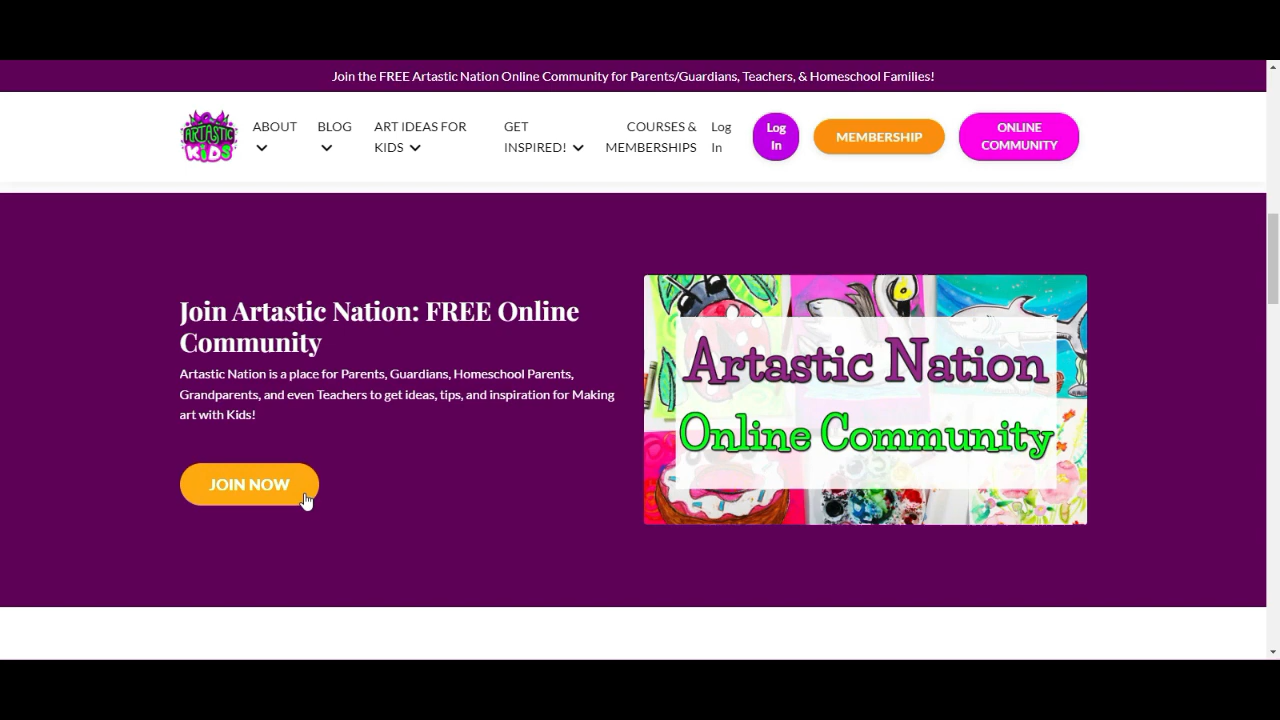 Join the FREE Artastic Nation Online Community for Parents/Guardians, Teachers, & Homeschool Families!
ARTASTIC
KiDS
ABOUT
BLOG
ART IDEAS FOR
KIDS
GET
INSPIRED!
COURSES &
MEMBERSHIPS
Log
In
Log
In
MEMBERSHIP
ONLINE
COMMUNITY
Join Artastic Nation: FREE Online
Community
Artastic Nation is a place for Parents, Guardians, Homeschool Parents,
Grandparents, and even Teachers to get ideas, tips, and inspiration for Making
art with Kids!
JOIN NOW
Artastic Nation
Online Community